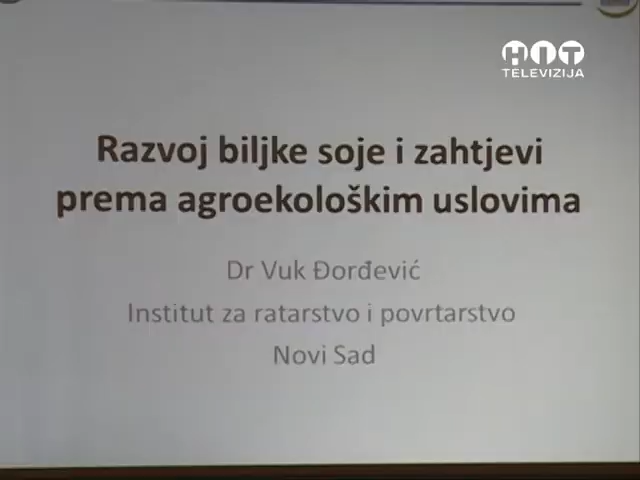 HIT
TELEVIZIJA
Razvoj biljke soje i zahtjevi
prema agroekološkim uslovima
Dr Vuk Đorđević
Institut za ratarstvo i povrtarstvo
Novi Sad